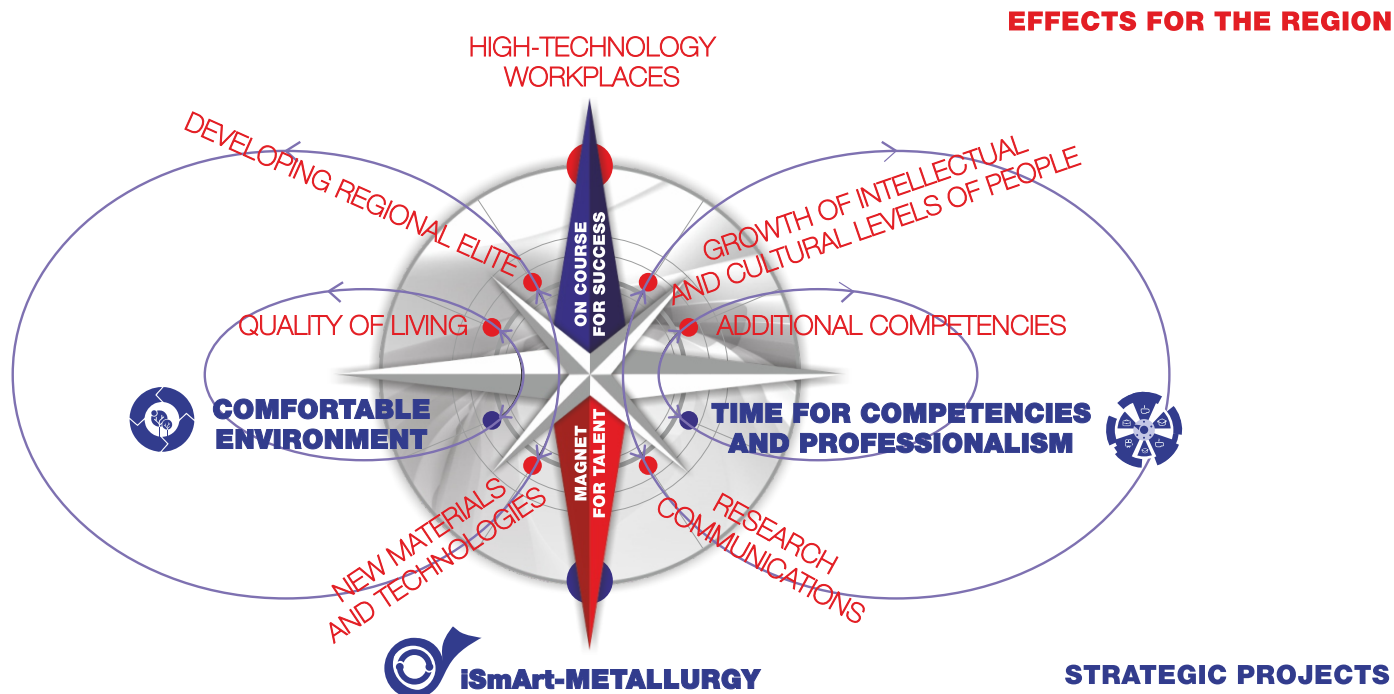 EFFECTS FOR THE REGION
HIGH-TECHNOLOGY
WORKPLACES
DEVELOPING REGIONAL ELITE
GROWTH OF INTELLECTUAL
AND CULTURAL LEVELS OF PEOPLE
ON COURSE
FOR SUCCESS
QUALITY OF LIVING
ADDITIONAL COMPETENCIES
COMFORTABLE
ENVIRONMENT
TIME FOR COMPETENCIES
AND PROFESSIONALISM
MAGNET
FOR TALENT
NEW MATERIALS
AND TECHNOLOGIES
RESEARCH
COMMUNICATIONS
iSmArt-METALLURGY
STRATEGIC PROJECTS